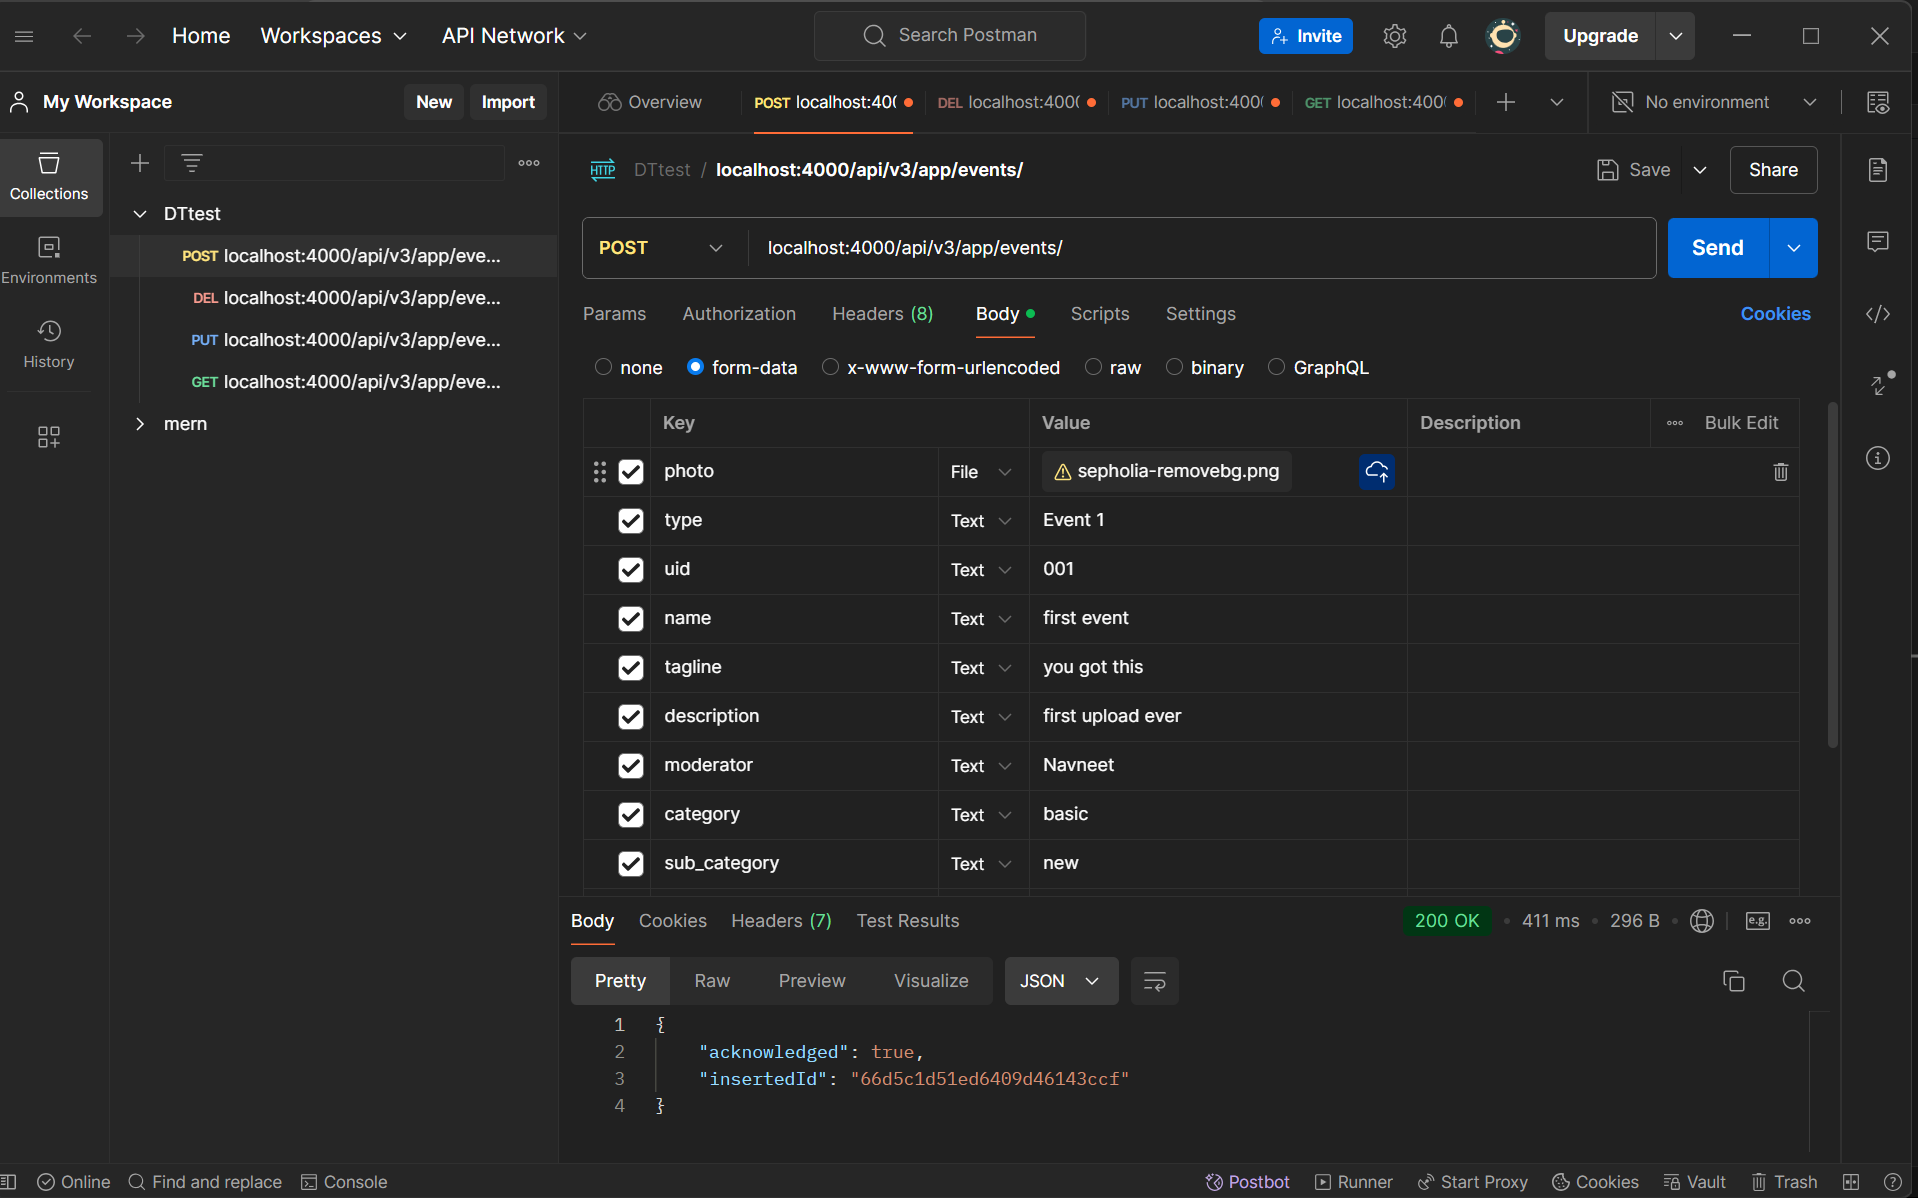 Home Workspaces API Network Search Postman Invite Upgrade
My Workspace New Import
Overview POST localhost:400 DEL localhost:400 PUT localhost:400 GET localhost:400 No environment
Collections
Environments
History
DTtest
POST localhost:4000/api/v3/app/eve...
DEL localhost:4000/api/v3/app/eve...
PUT localhost:4000/api/v3/app/eve...
GET localhost:4000/api/v3/app/eve...
mern
HTTP DTtest / localhost:4000/api/v3/app/events/ Save Share
POST localhost:4000/api/v3/app/events/ Send
Params Authorization Headers (8) Body Scripts Settings Cookies
none form-data x-www-form-urlencoded raw binary GraphQL
Key Value Description Bulk Edit
photo File sepholia-removebg.png
type Text Event 1
uid Text 001
name Text first event
tagline Text you got this
description Text first upload ever
moderator Text Navneet
category Text basic
sub_category Text new
Body Cookies Headers (7) Test Results 200 OK 411 ms 296 B e.g.
Pretty Raw Preview Visualize JSON
1 {
2 "acknowledged": true,
3 "insertedId": "66d5c1d51ed6409d46143ccf"
4 }
Online Find and replace Console Postbot Runner Start Proxy Cookies Vault Trash